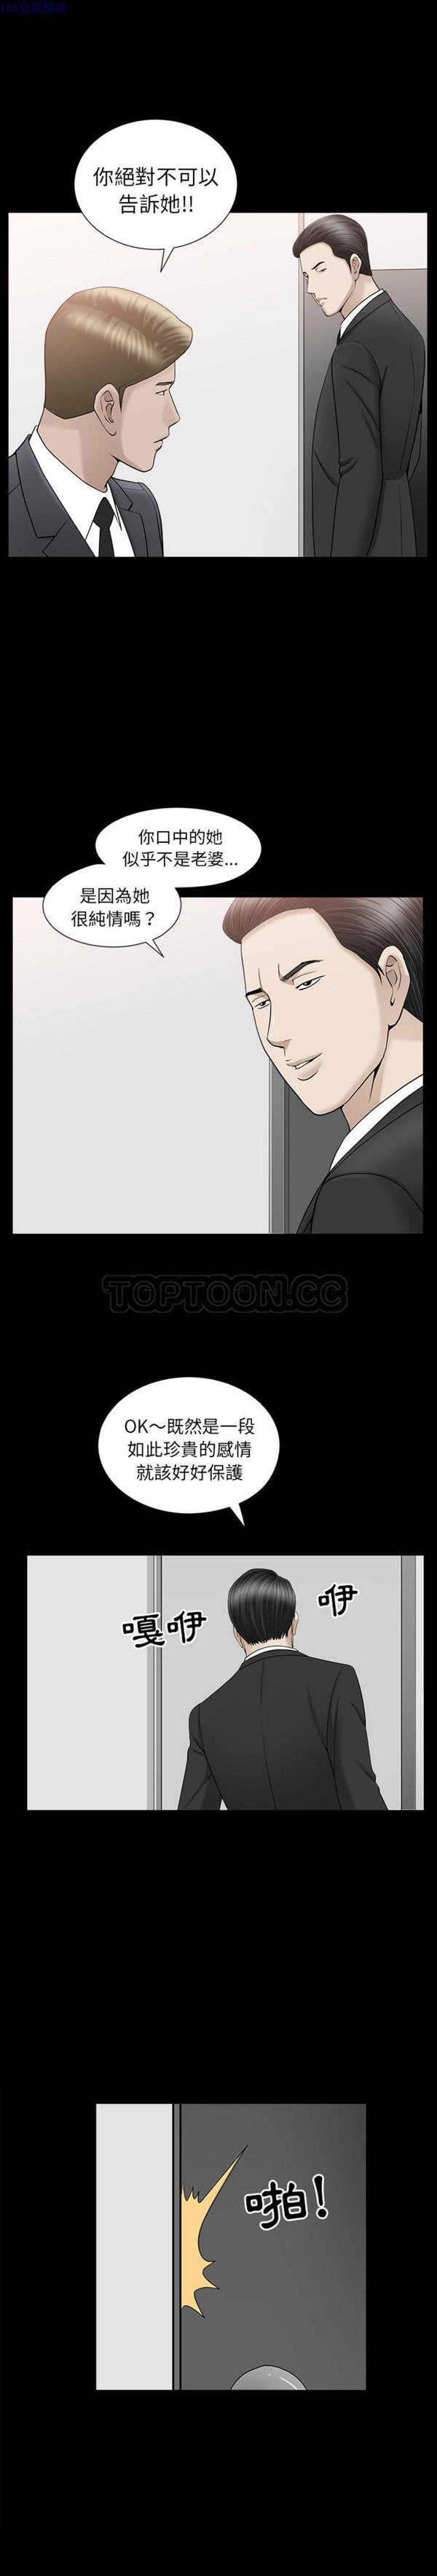 你絕對不可以
告訴她!!
你口中的她
似乎不是老婆...
是因為她
很純情嗎？
TOPTOON.CC
OK～既然是一段
如此珍貴的感情
就該好好保護
嘎咿
咿
啪！